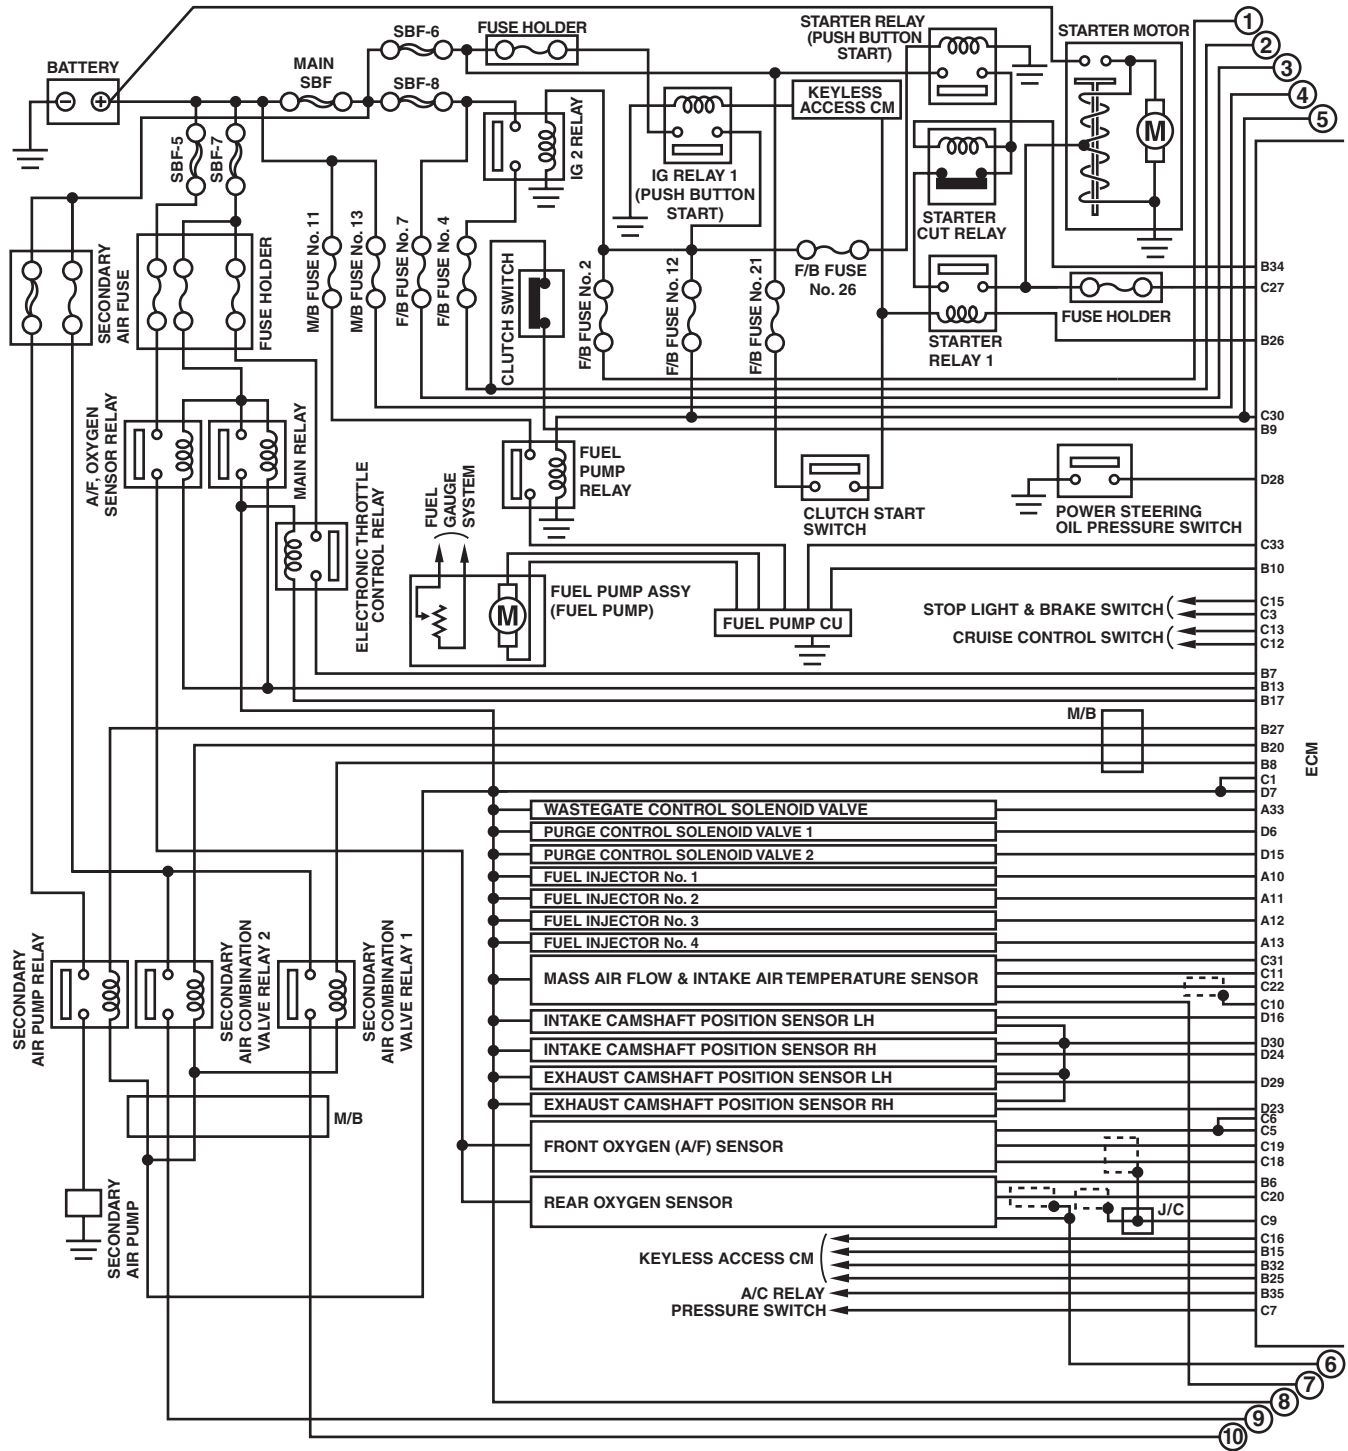 BATTERY
MAIN
SBF
SBF-6
SBF-8
FUSE HOLDER
STARTER RELAY
(PUSH BUTTON
START)
STARTER MOTOR
1
2
3
4
5
KEYLESS
ACCESS CM
M
SBF-5
SBF-7
IG 2 RELAY
IG RELAY 1
(PUSH BUTTON
START)
STARTER
CUT RELAY
SECONDARY
AIR FUSE
FUSE HOLDER
M/B FUSE No. 11
M/B FUSE No. 13
F/B FUSE No. 7
F/B FUSE No. 4
CLUTCH SWITCH
F/B FUSE No. 2
F/B FUSE No. 12
F/B FUSE No. 21
F/B FUSE
No. 26
FUSE HOLDER
STARTER
RELAY 1
B34
C27
B26
C30
B9
D28
C33
B10
C15
C3
C13
C12
B7
B13
B17
B27
B20
B8
C1
D7
A33
D6
D15
A10
A11
A12
A13
C31
C11
C22
C10
D16
D30
D24
D29
D23
C6
C5
C19
C18
B6
C20
C9
C16
B15
B32
B25
B35
C7
ECM
A/F, OXYGEN
SENSOR RELAY
MAIN RELAY
ELECTRONIC THROTTLE
CONTROL RELAY
FUEL
GAUGE
SYSTEM
FUEL
PUMP
RELAY
CLUTCH START
SWITCH
POWER STEERING
OIL PRESSURE SWITCH
M
FUEL PUMP ASSY
(FUEL PUMP)
FUEL PUMP CU
STOP LIGHT & BRAKE SWITCH (
CRUISE CONTROL SWITCH (
M/B
WASTEGATE CONTROL SOLENOID VALVE
PURGE CONTROL SOLENOID VALVE 1
PURGE CONTROL SOLENOID VALVE 2
FUEL INJECTOR No. 1
FUEL INJECTOR No. 2
FUEL INJECTOR No. 3
FUEL INJECTOR No. 4
MASS AIR FLOW & INTAKE AIR TEMPERATURE SENSOR
INTAKE CAMSHAFT POSITION SENSOR LH
INTAKE CAMSHAFT POSITION SENSOR RH
EXHAUST CAMSHAFT POSITION SENSOR LH
EXHAUST CAMSHAFT POSITION SENSOR RH
FRONT OXYGEN (A/F) SENSOR
REAR OXYGEN SENSOR
J/C
SECONDARY
AIR PUMP RELAY
SECONDARY
AIR COMBINATION
VALVE RELAY 2
SECONDARY
AIR COMBINATION
VALVE RELAY 1
M/B
SECONDARY
AIR PUMP
KEYLESS ACCESS CM (
A/C RELAY
PRESSURE SWITCH
6
7
8
9
10